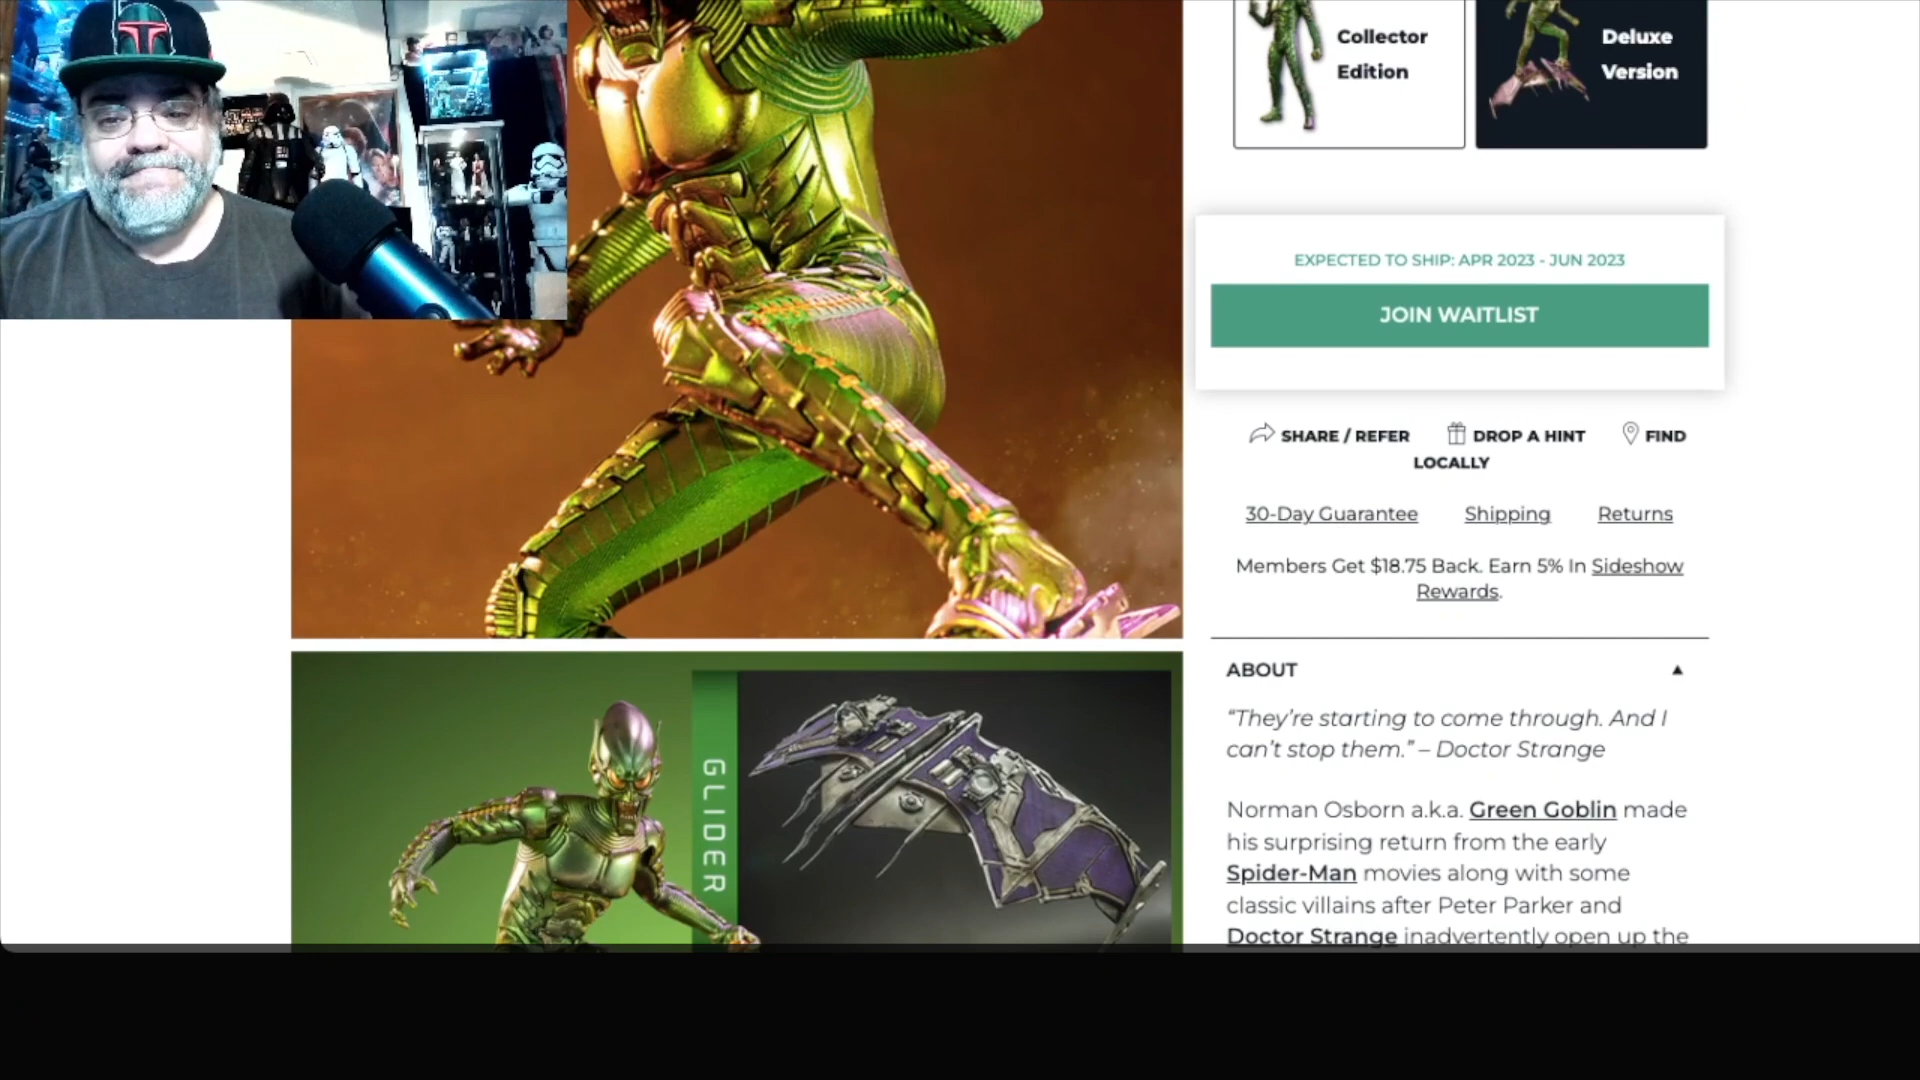 Collector
Edition
Deluxe
Version
EXPECTED TO SHIP: APR 2023 - JUN 2023
JOIN WAITLIST
SHARE / REFER DROP A HINT FIND
LOCALLY
30-Day Guarantee Shipping Returns
Members Get $18.75 Back. Earn 5% In Sideshow
Rewards.
ABOUT ▲
“They’re starting to come through. And I
can’t stop them.” – Doctor Strange
Norman Osborn a.k.a. Green Goblin made
his surprising return from the early
Spider-Man movies along with some
classic villains after Peter Parker and
Doctor Strange inadvertently open up the
GLIDER